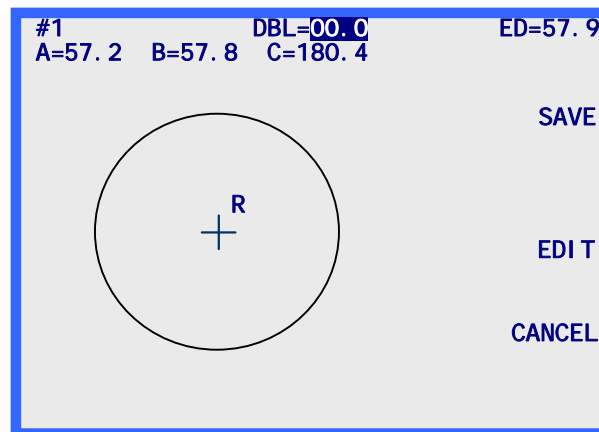 #1 DBL=00.0 ED=57.9
A=57.2 B=57.8 C=180.4
SAVE
R
EDIT
CANCEL